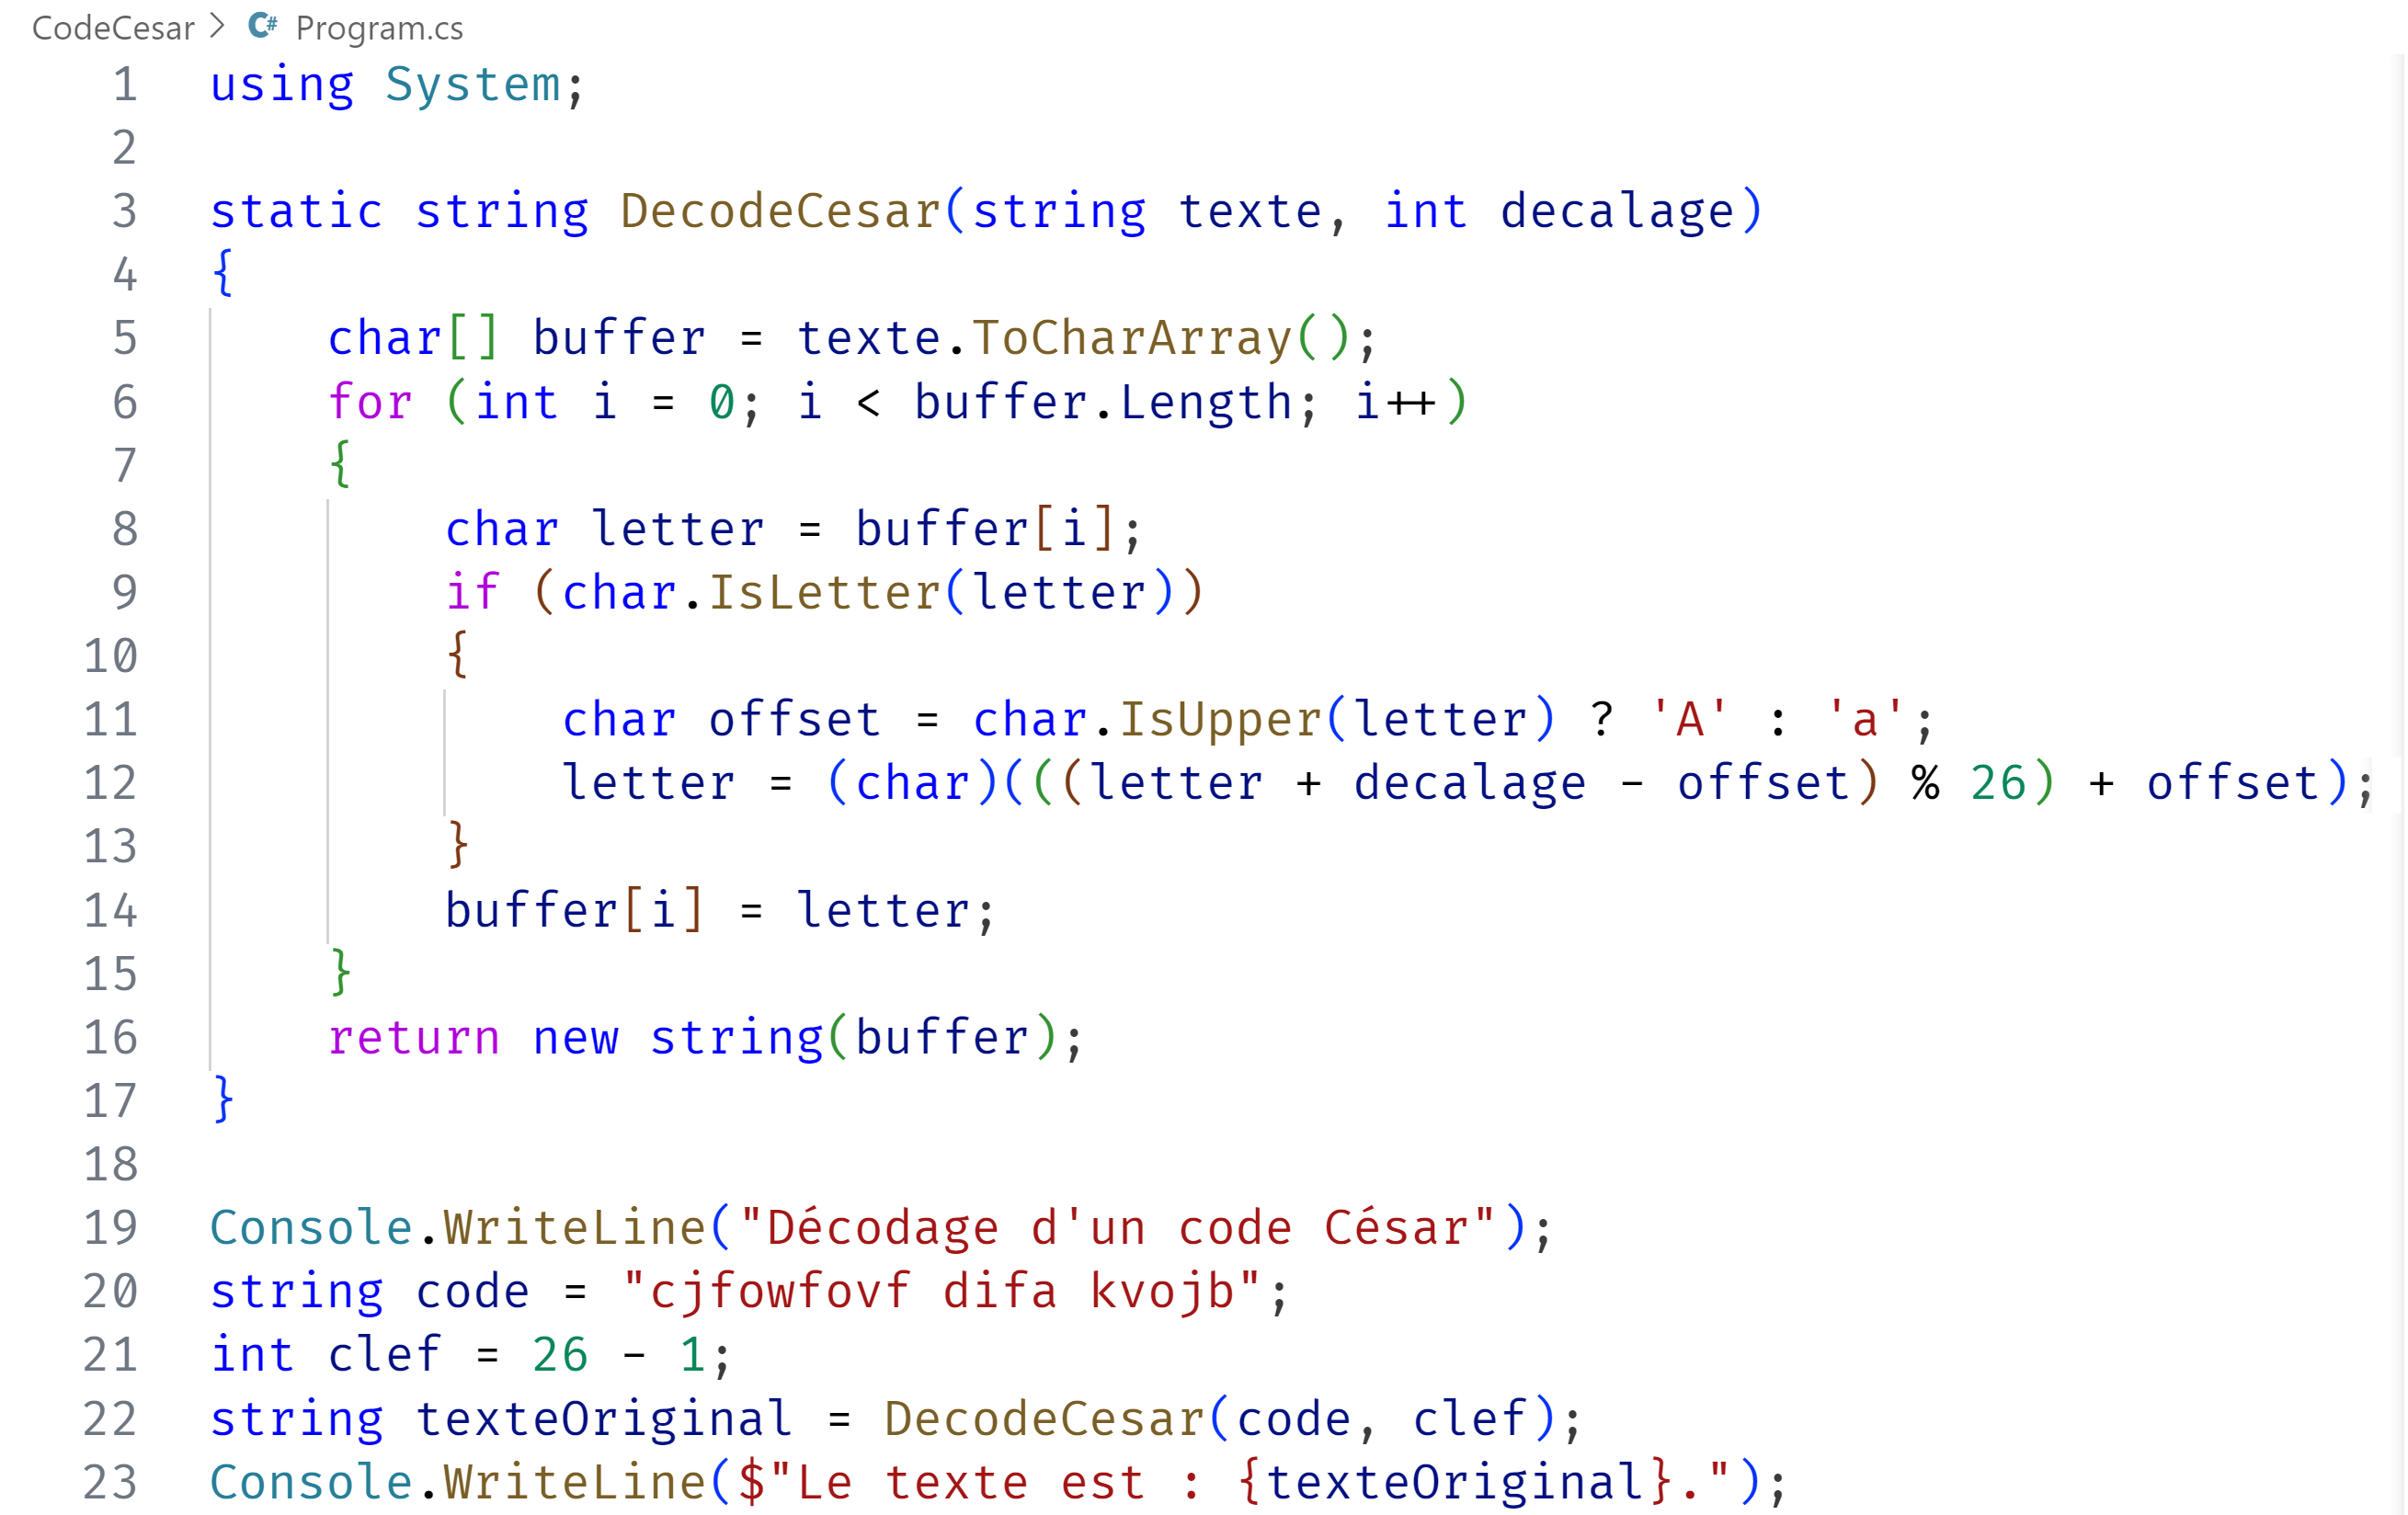 CodeCesar > C# Program.cs
1 using System;
2
3 static string DecodeCesar(string texte, int decalage)
4 {
5     char[] buffer = texte.ToCharArray();
6     for (int i = 0; i < buffer.Length; i++)
7     {
8         char letter = buffer[i];
9         if (char.IsLetter(letter))
10         {
11             char offset = char.IsUpper(letter) ? 'A' : 'a';
12             letter = (char)(((letter + decalage - offset) % 26) + offset);
13         }
14         buffer[i] = letter;
15     }
16     return new string(buffer);
17 }
18
19 Console.WriteLine("Décodage d'un code César");
20 string code = "cjfowfovf difa kvojb";
21 int clef = 26 - 1;
22 string texteOriginal = DecodeCesar(code, clef);
23 Console.WriteLine($"Le texte est : {texteOriginal}.");